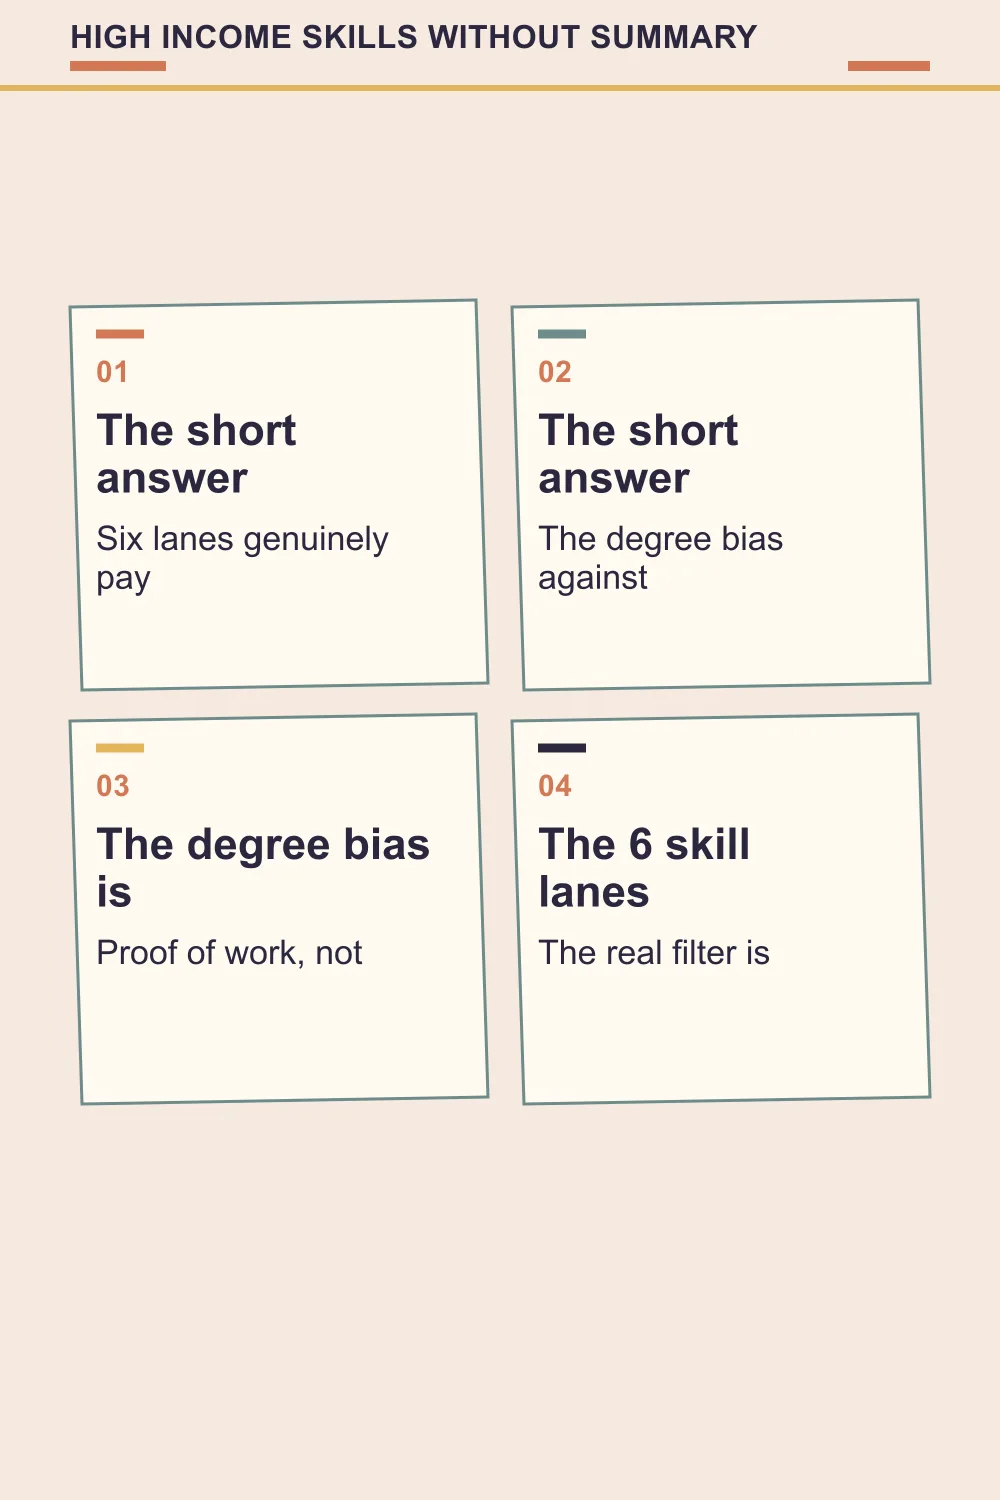 HIGH INCOME SKILLS WITHOUT SUMMARY
01
The short
answer
Six lanes genuinely
pay
02
The short
answer
The degree bias
against
03
The degree bias
is
Proof of work, not
04
The 6 skill
lanes
The real filter is